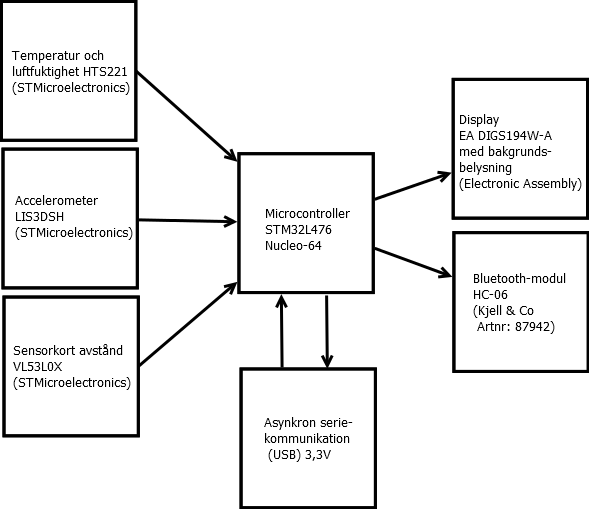 Temperatur och
luftfuktighet HTS221
(STMicroelectronics)
Accelerometer
LIS3DSH
(STMicroelectronics)
Sensorkort avstånd
VL53L0X
(STMicroelectronics)
Microcontroller
STM32L476
Nucleo-64
Asynkron serie-
kommunikation
(USB) 3,3V
Display
EA DIGS194W-A
med bakgrunds-
belysning
(Electronic Assembly)
Bluetooth-modul
HC-06
(Kjell & Co
Artnr: 87942)